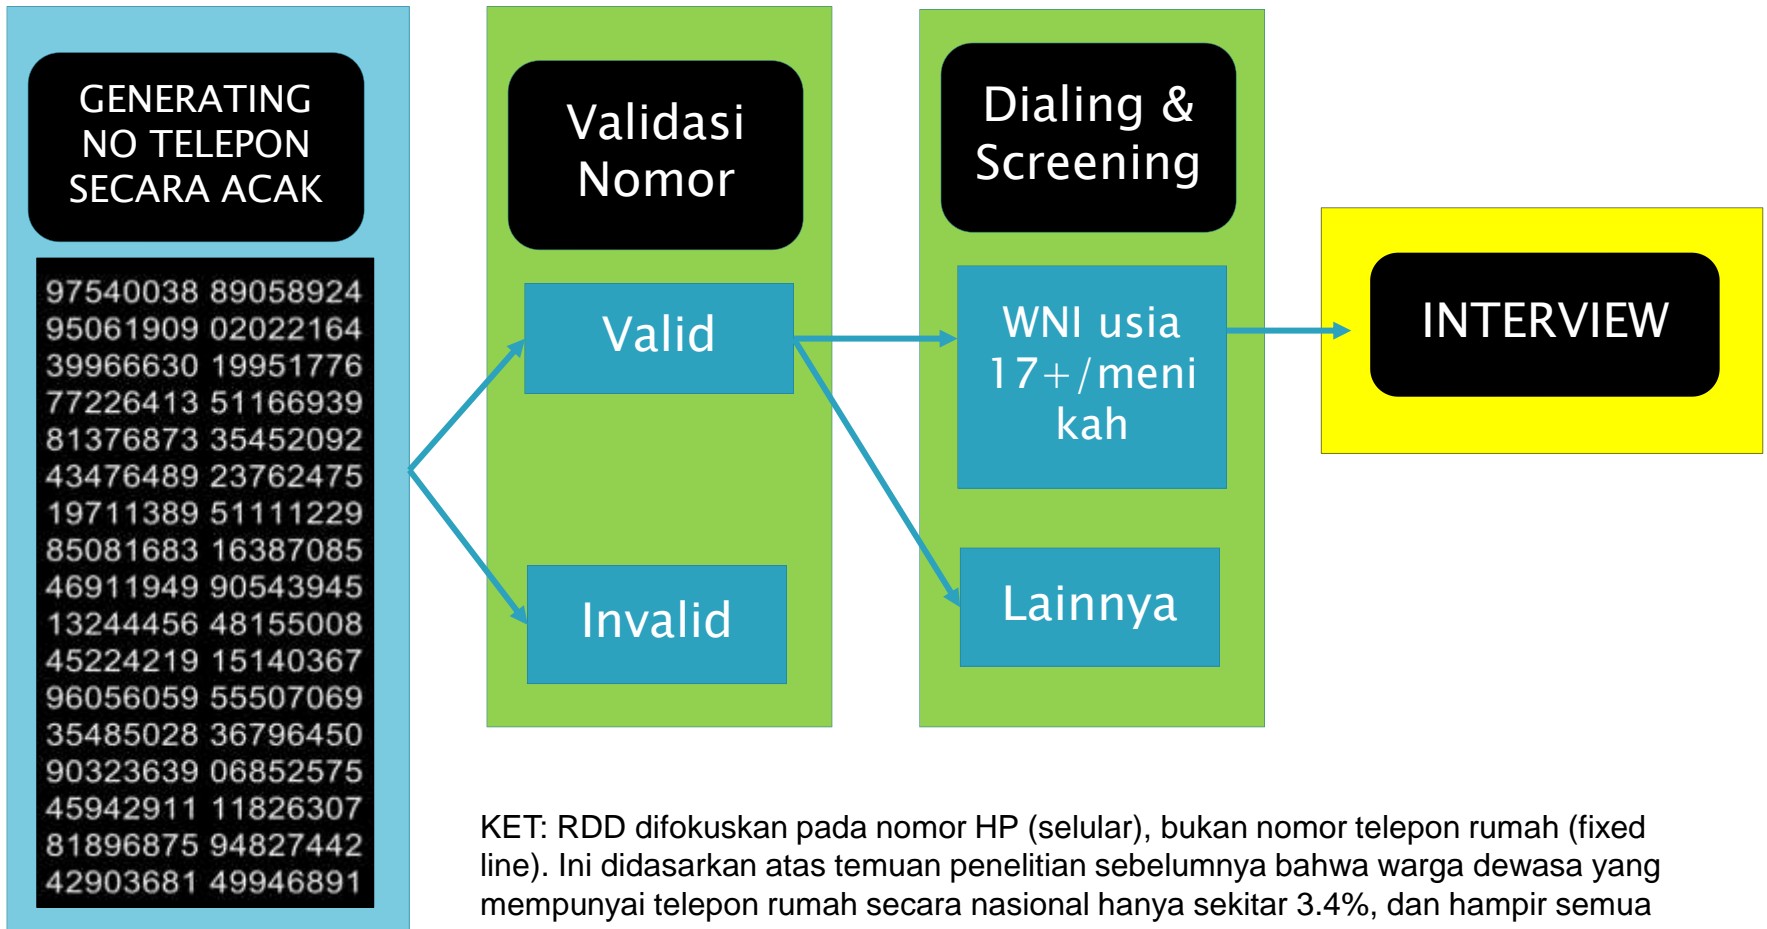 GENERATING
NO TELEPON
SECARA ACAK
97540038 89058924
95061909 02022164
39966630 19951776
77226413 51166939
81376873 35452092
43476489 23762475
19711389 51111229
85081683 16387085
46911949 90543945
13244456 48155008
45224219 15140367
96056059 55507069
35485028 36796450
90323639 06852575
45942911 11826307
81896875 94827442
42903681 49946891
Validasi
Nomor
Valid
Invalid
Dialing &
Screening
WNI usia
17+/meni
kah
Lainnya
INTERVIEW
KET: RDD difokuskan pada nomor HP (selular), bukan nomor telepon rumah (fixed
line). Ini didasarkan atas temuan penelitian sebelumnya bahwa warga dewasa yang
mempunyai telepon rumah secara nasional hanya sekitar 3.4%, dan hampir semua